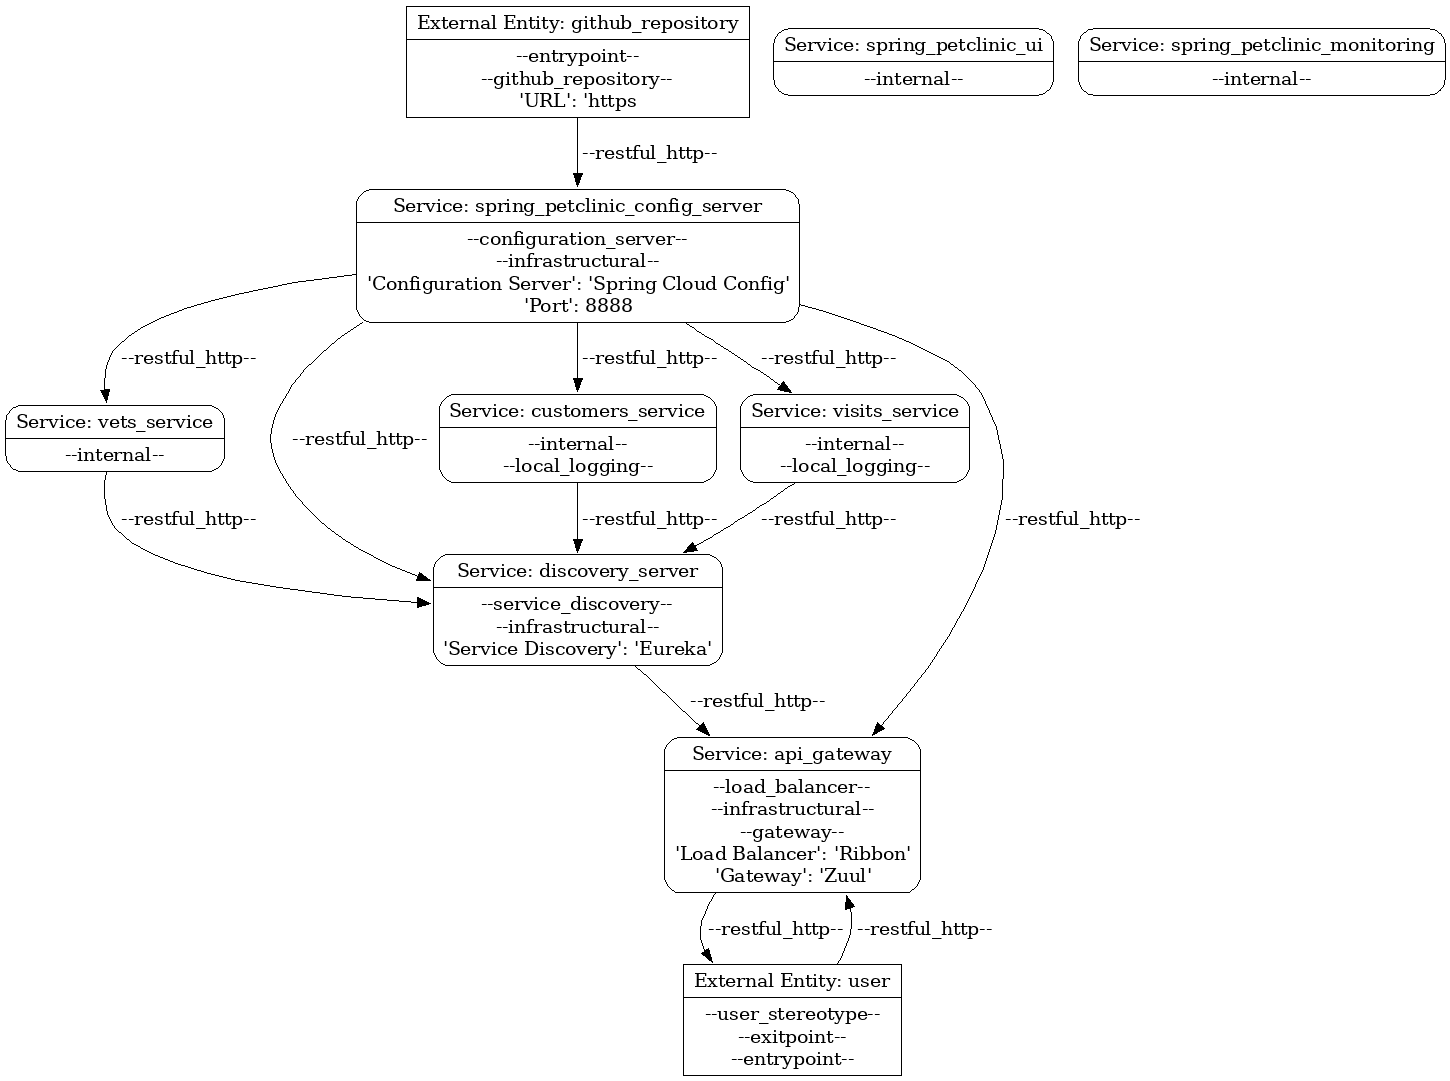 External Entity: github_repository
--entrypoint--
--github_repository--
'URL': 'https
Service: spring_petclinic_ui
--internal--
Service: spring_petclinic_monitoring
--internal--
--restful_http--
Service: spring_petclinic_config_server
--configuration_server--
--infrastructural--
'Configuration Server': 'Spring Cloud Config'
'Port': 8888
--restful_http--
--restful_http--
--restful_http--
--restful_http--
Service: vets_service
--internal--
Service: customers_service
--internal--
--local_logging--
Service: visits_service
--internal--
--local_logging--
--restful_http--
--restful_http--
--restful_http--
--restful_http--
Service: discovery_server
--service_discovery--
--infrastructural--
'Service Discovery': 'Eureka'
--restful_http--
Service: api_gateway
--load_balancer--
--infrastructural--
--gateway--
'Load Balancer': 'Ribbon'
'Gateway': 'Zuul'
--restful_http--
--restful_http--
External Entity: user
--user_stereotype--
--exitpoint--
--entrypoint--